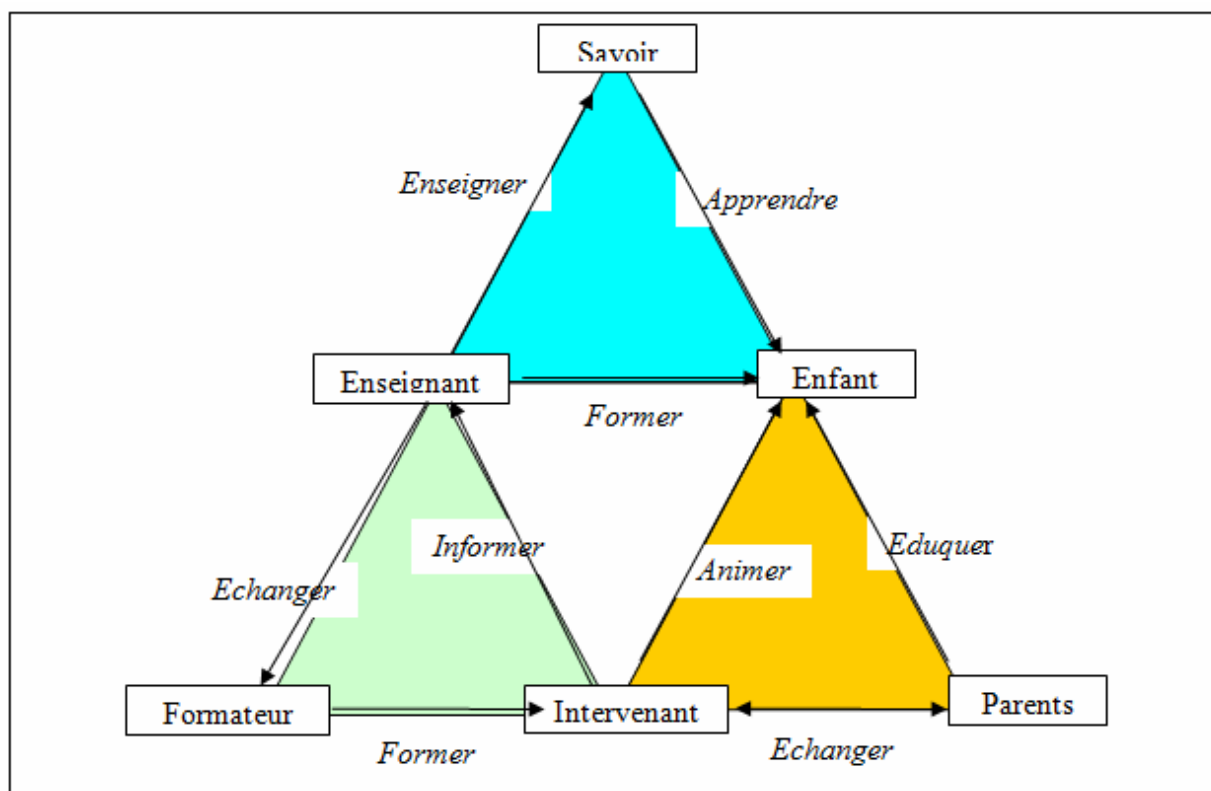 Savoir
Enseigner
Apprendre
Enseignant
Enfant
Former
Informer
Animer
Eduquer
Echanger
Formateur
Intervenant
Parents
Former
Echanger